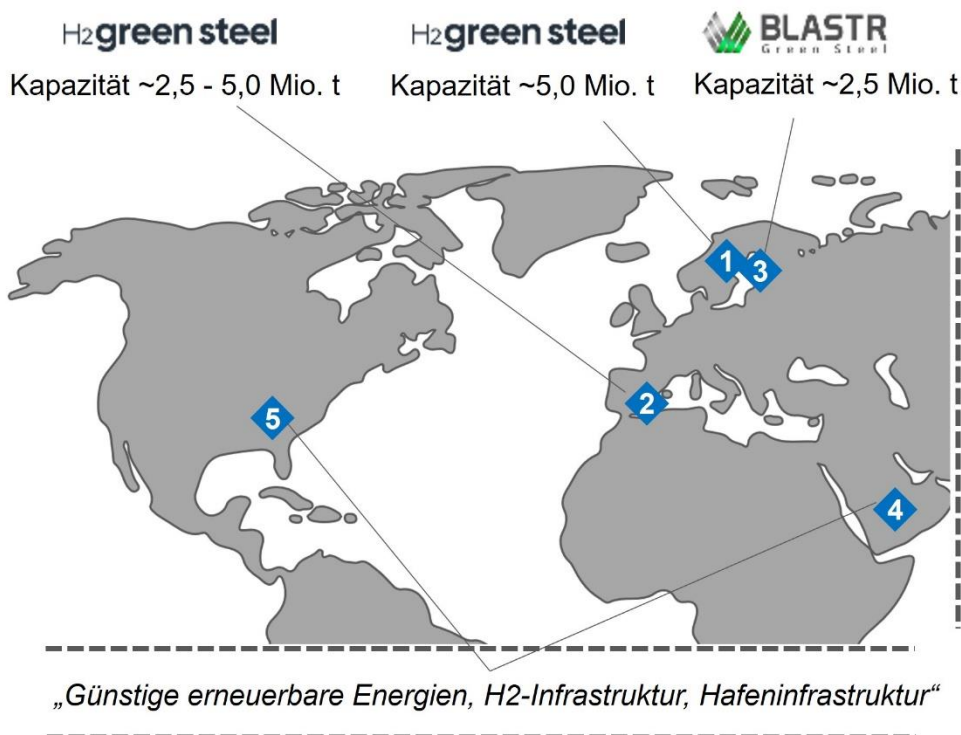 H2green steel
Kapazität ~2,5 - 5,0 Mio. t
H2green steel
Kapazität ~5,0 Mio. t
BLASTR
Green Steel
Kapazität ~2,5 Mio. t
1
3
2
5
4
„Günstige erneuerbare Energien, H2-Infrastruktur, Hafeninfrastruktur“